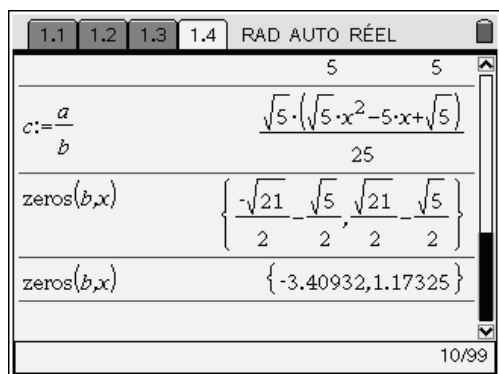 1.1 1.2 1.3 1.4 RAD AUTO RÉEL
5 5
c:=a/b √5·(√5·x²-5·x+√5)/25
zeros(b,x) {-√21/2-√5/2,√21/2-√5/2}
zeros(b,x) {-3.40932,1.17325}
10/99